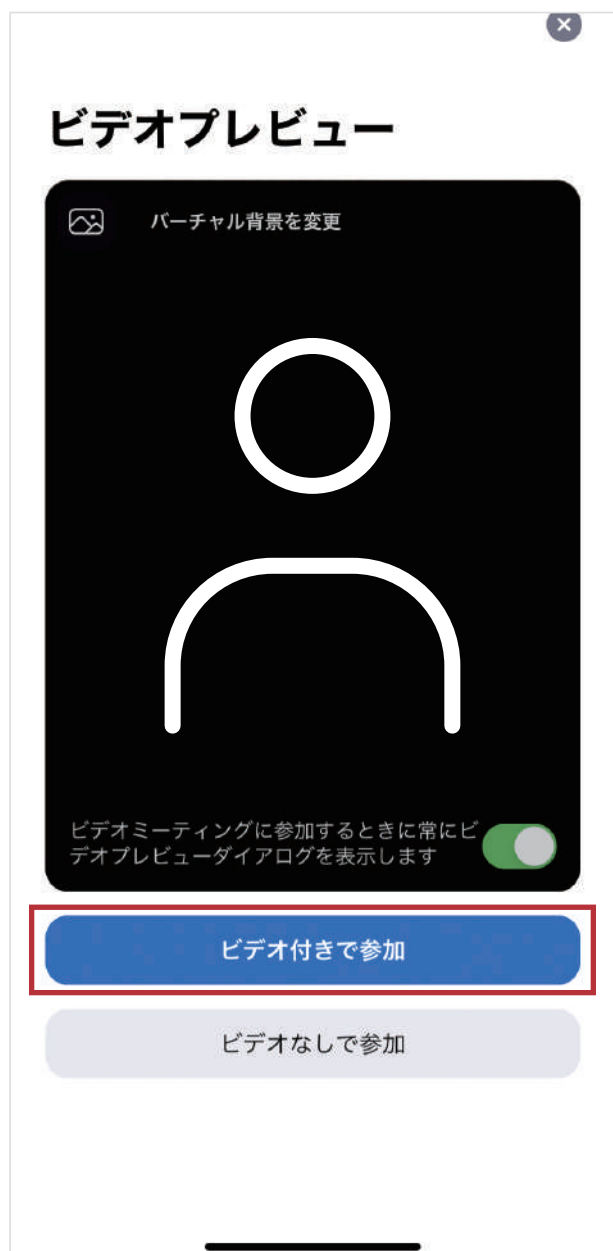 ビデオプレビュー
バーチャル背景を変更
ビデオミーティングに参加するときに常にビ
デオプレビューダイアログを表示します
ビデオ付きで参加
ビデオなしで参加